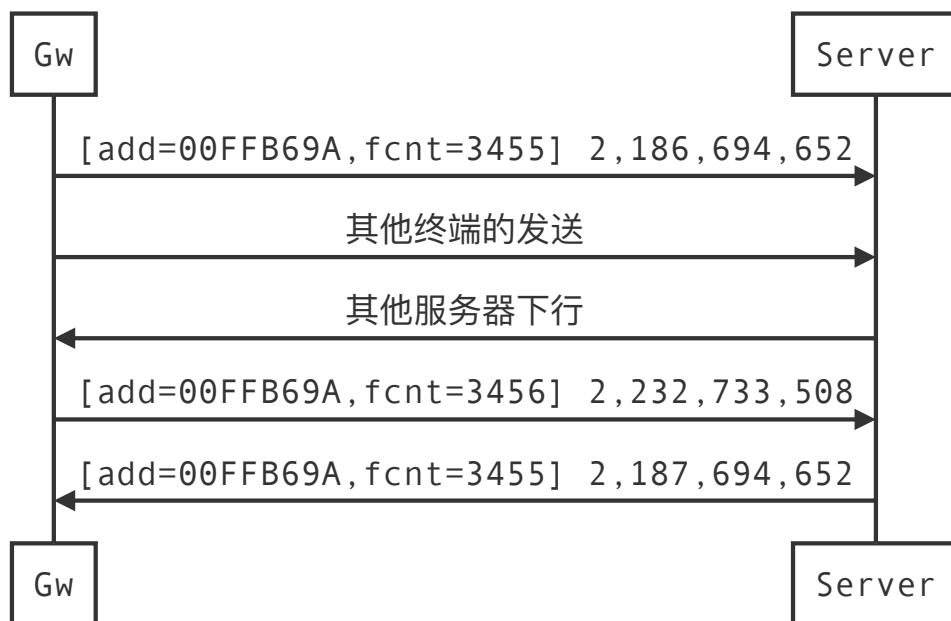 Gw
Server
[add=00FFB69A,fcnt=3455] 2,186,694,652
其他终端的发送
其他服务器下行
[add=00FFB69A,fcnt=3456] 2,232,733,508
[add=00FFB69A,fcnt=3455] 2,187,694,652
Gw
Server